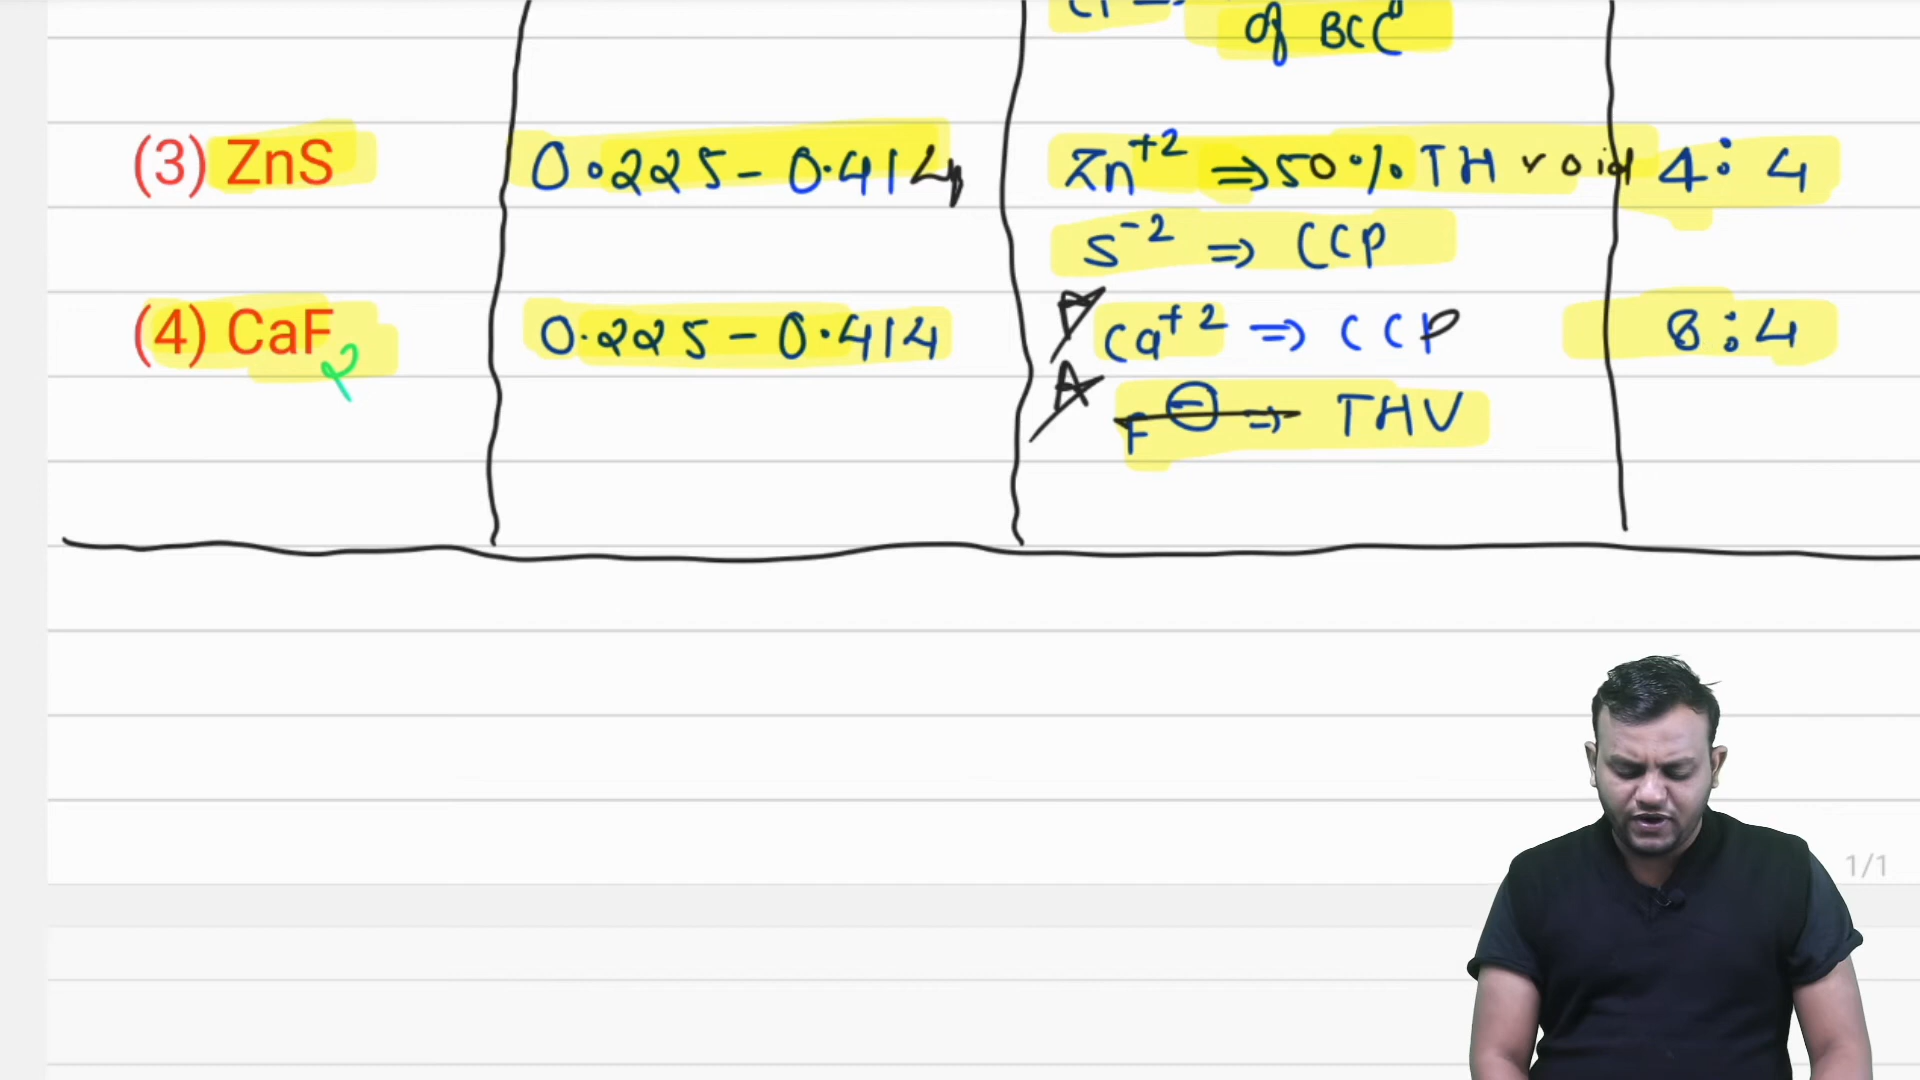 of BCC
(3) ZnS 0.225 - 0.414 Zn+2 ⇒ 50% TH void 4:4
S-2 ⇒ CCP
(4) CaF2 0.225 - 0.414 Ca+2 ⇒ CCP 8:4
F⊖ ⇒ THV
1/1